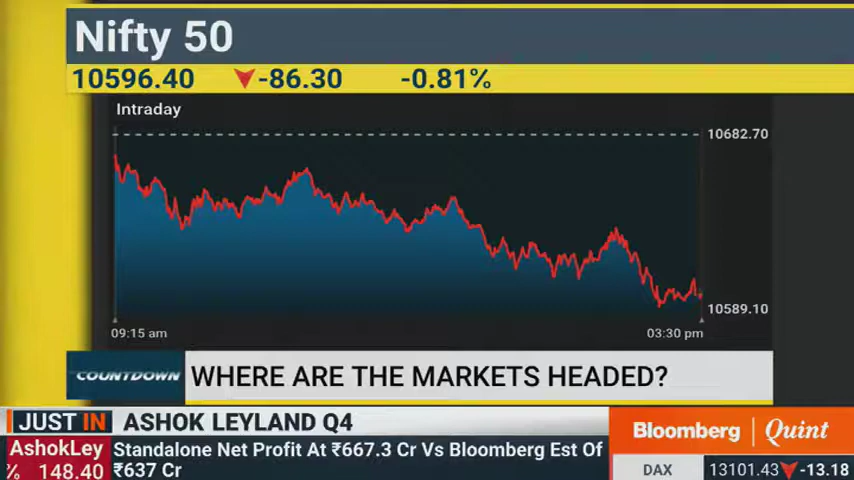 Nifty 50
10596.40 -86.30 -0.81%
Intraday
10682.70
10589.10
09:15 am 03:30 pm
COUNTDOWN WHERE ARE THE MARKETS HEADED?
JUST IN ASHOK LEYLAND Q4
AshokLey
% 148.40
Standalone Net Profit At ₹667.3 Cr Vs Bloomberg Est Of
₹637 Cr
Bloomberg | Quint
DAX 13101.43 -13.18